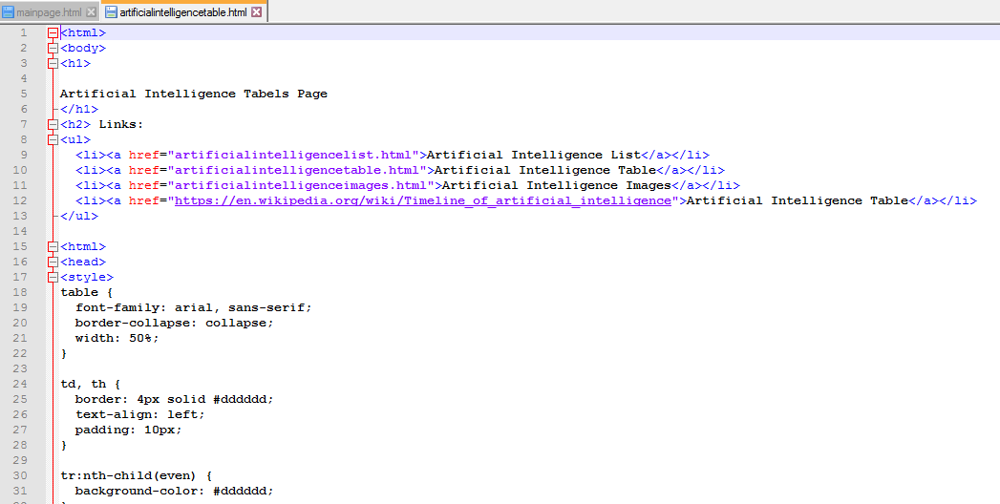 mainpage.html artificialintelligencetable.html
1 <html>
2 <body>
3 <h1>
4
5 Artificial Intelligence Tabels Page
6 </h1>
7 <h2> Links:
8 <ul>
9   <li><a href="artificialintelligencelist.html">Artificial Intelligence List</a></li>
10   <li><a href="artificialintelligencetable.html">Artificial Intelligence Table</a></li>
11   <li><a href="artificialintelligenceimages.html">Artificial Intelligence Images</a></li>
12   <li><a href="https://en.wikipedia.org/wiki/Timeline_of_artificial_intelligence">Artificial Intelligence Table</a></li>
13 </ul>
14
15 <html>
16 <head>
17 <style>
18 table {
19   font-family: arial, sans-serif;
20   border-collapse: collapse;
21   width: 50%;
22 }
23
24 td, th {
25   border: 4px solid #dddddd;
26   text-align: left;
27   padding: 10px;
28 }
29
30 tr:nth-child(even) {
31   background-color: #dddddd;